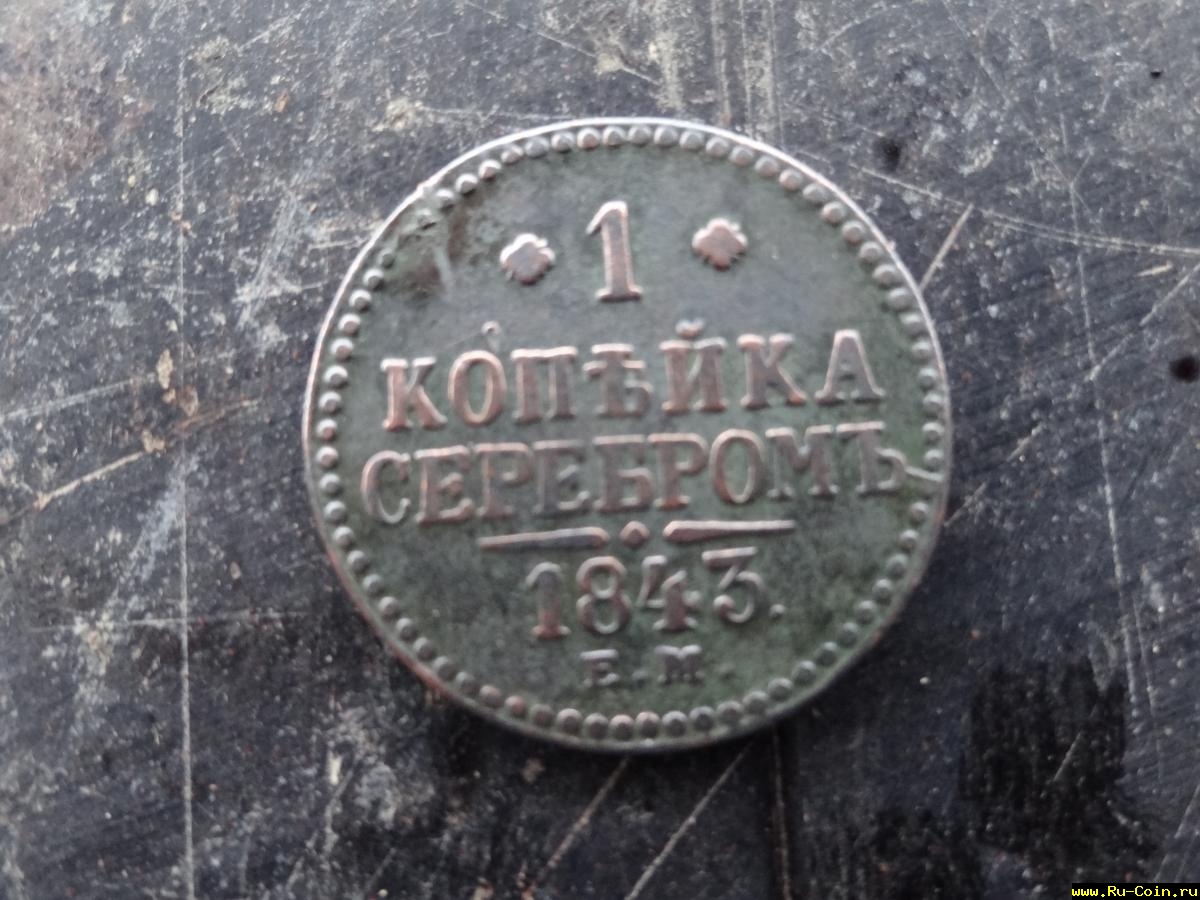 1
КОПѢЙКА
СЕРЕБРОМЪ
1843.
Е.М.
www.Ru-Coin.ru